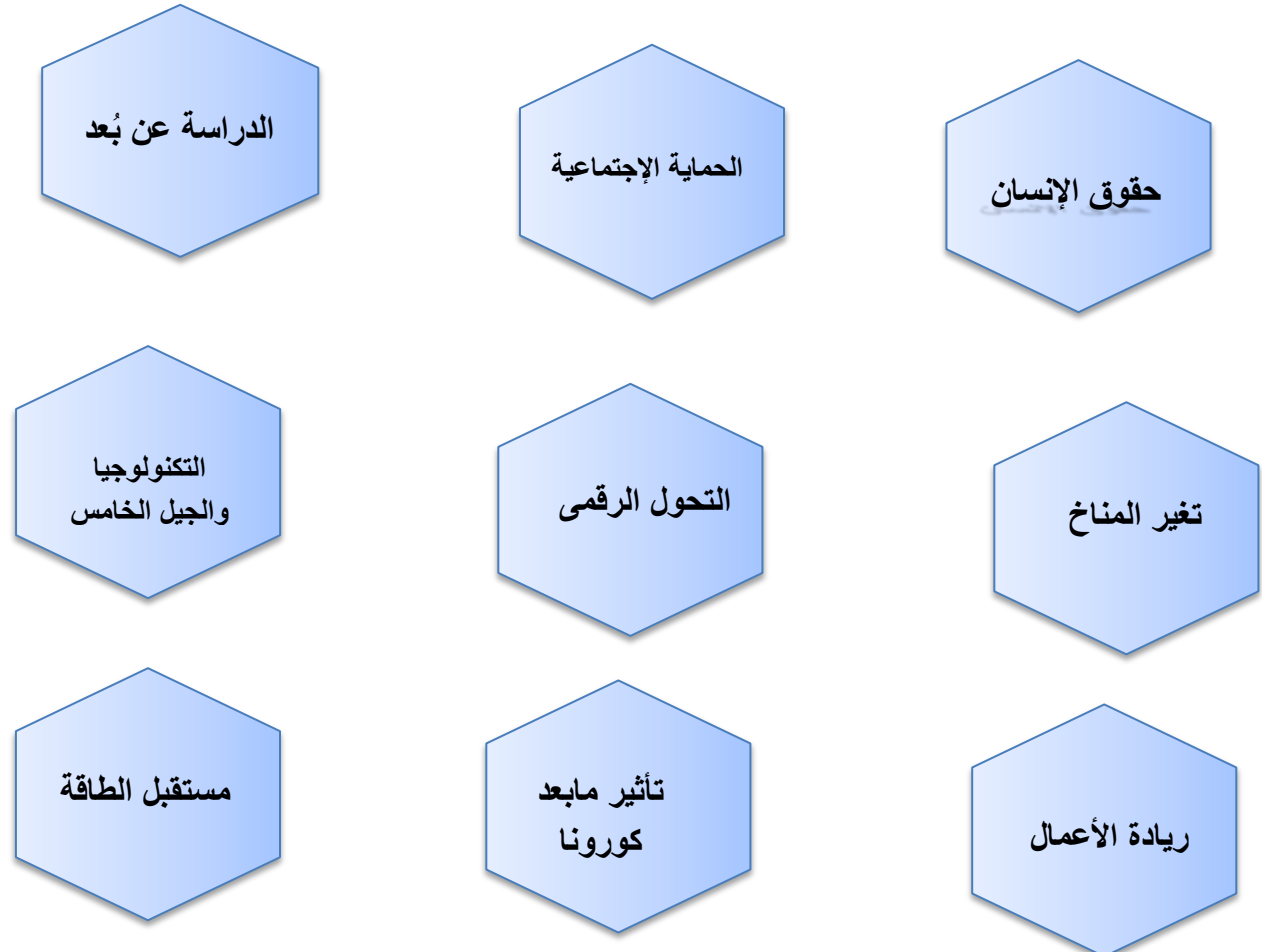 حقوق الإنسان
الحماية الإجتماعية
الدراسة عن بُعد
تغير المناخ
التحول الرقمى
التكنولوجيا
والجيل الخامس
ريادة الأعمال
تأثير مابعد
كورونا
مستقبل الطاقة